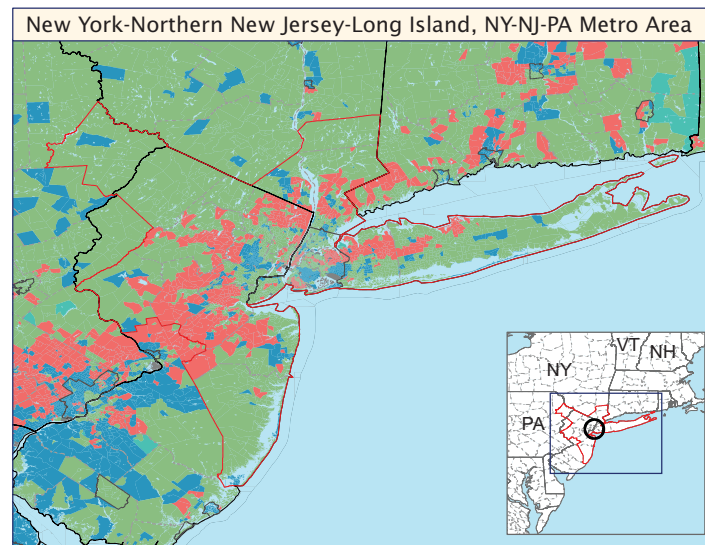 New York-Northern New Jersey-Long Island, NY-NJ-PA Metro Area
VT
NH
NY
PA